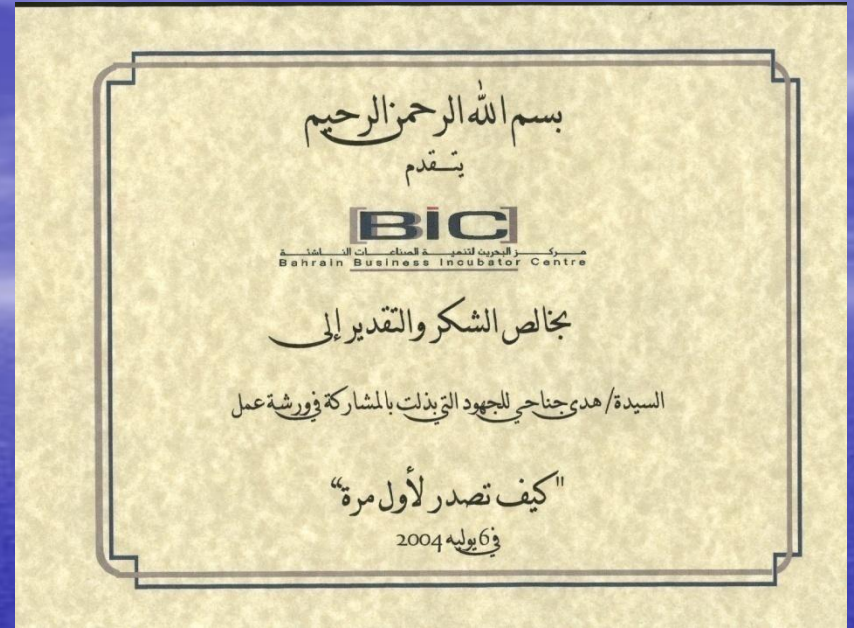 بسم الله الرحمن الرحيم
يتقدم
[BiC]
مركز البحرين لتنمية الصناعات الناشئة
Bahrain Business Incubator Centre
بخالص الشكر والتقدير إلى
السيدة/ هدى جناحي للجهود التي بذلت بالمشاركة في ورشة عمل
"كيف تصدر لأول مرة"
في 6 يوليه 2004